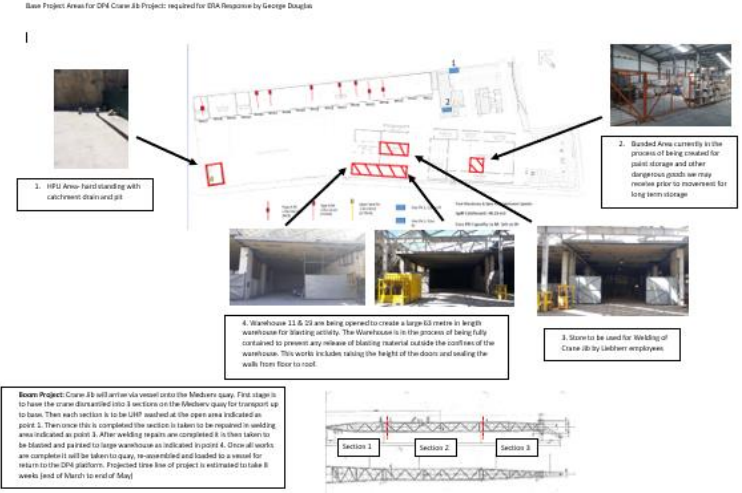 Base Project Areas for DP4 Crane Jib Project: required for ERA Response by George Douglas
1
2
1. HPU Area- hard standing with
catchment drain and pit
2. Bunded Area currently in the
process of being created for
paint storage and other
dangerous goods we may
receive prior to movement for
long term storage
4. Warehouse 11 & 19 are being opened to create a large 63 metre in length
warehouse for blasting activity. The Warehouse is in the process of being fully
contained to prevent any release of blasting material outside the confines of the
warehouse. This works includes raising the height of the doors and sealing the
walls from floor to roof.
3. Store to be used for Welding of
Crane Jib by Liebherr employees
Boom Project: Crane Jib will arrive via vessel onto the Medserv quay. First stage is
to have the crane dismantled into 3 sections on the Medserv quay for transport up
to base. Then each section is to be UHP washed at the open area indicated as
point 1. Then once this is completed the section is taken to be repaired in welding
area indicated as point 3. After welding repairs are completed it is then taken to
be blasted and painted to large warehouse as indicated in point 4. Once all works
are complete it will be taken to quay, re-assembled and loaded to a vessel for
return to the DP4 platform. Projected time line of project is estimated to take 8
weeks (end of March to end of May)
Section 1
Section 2
Section 3